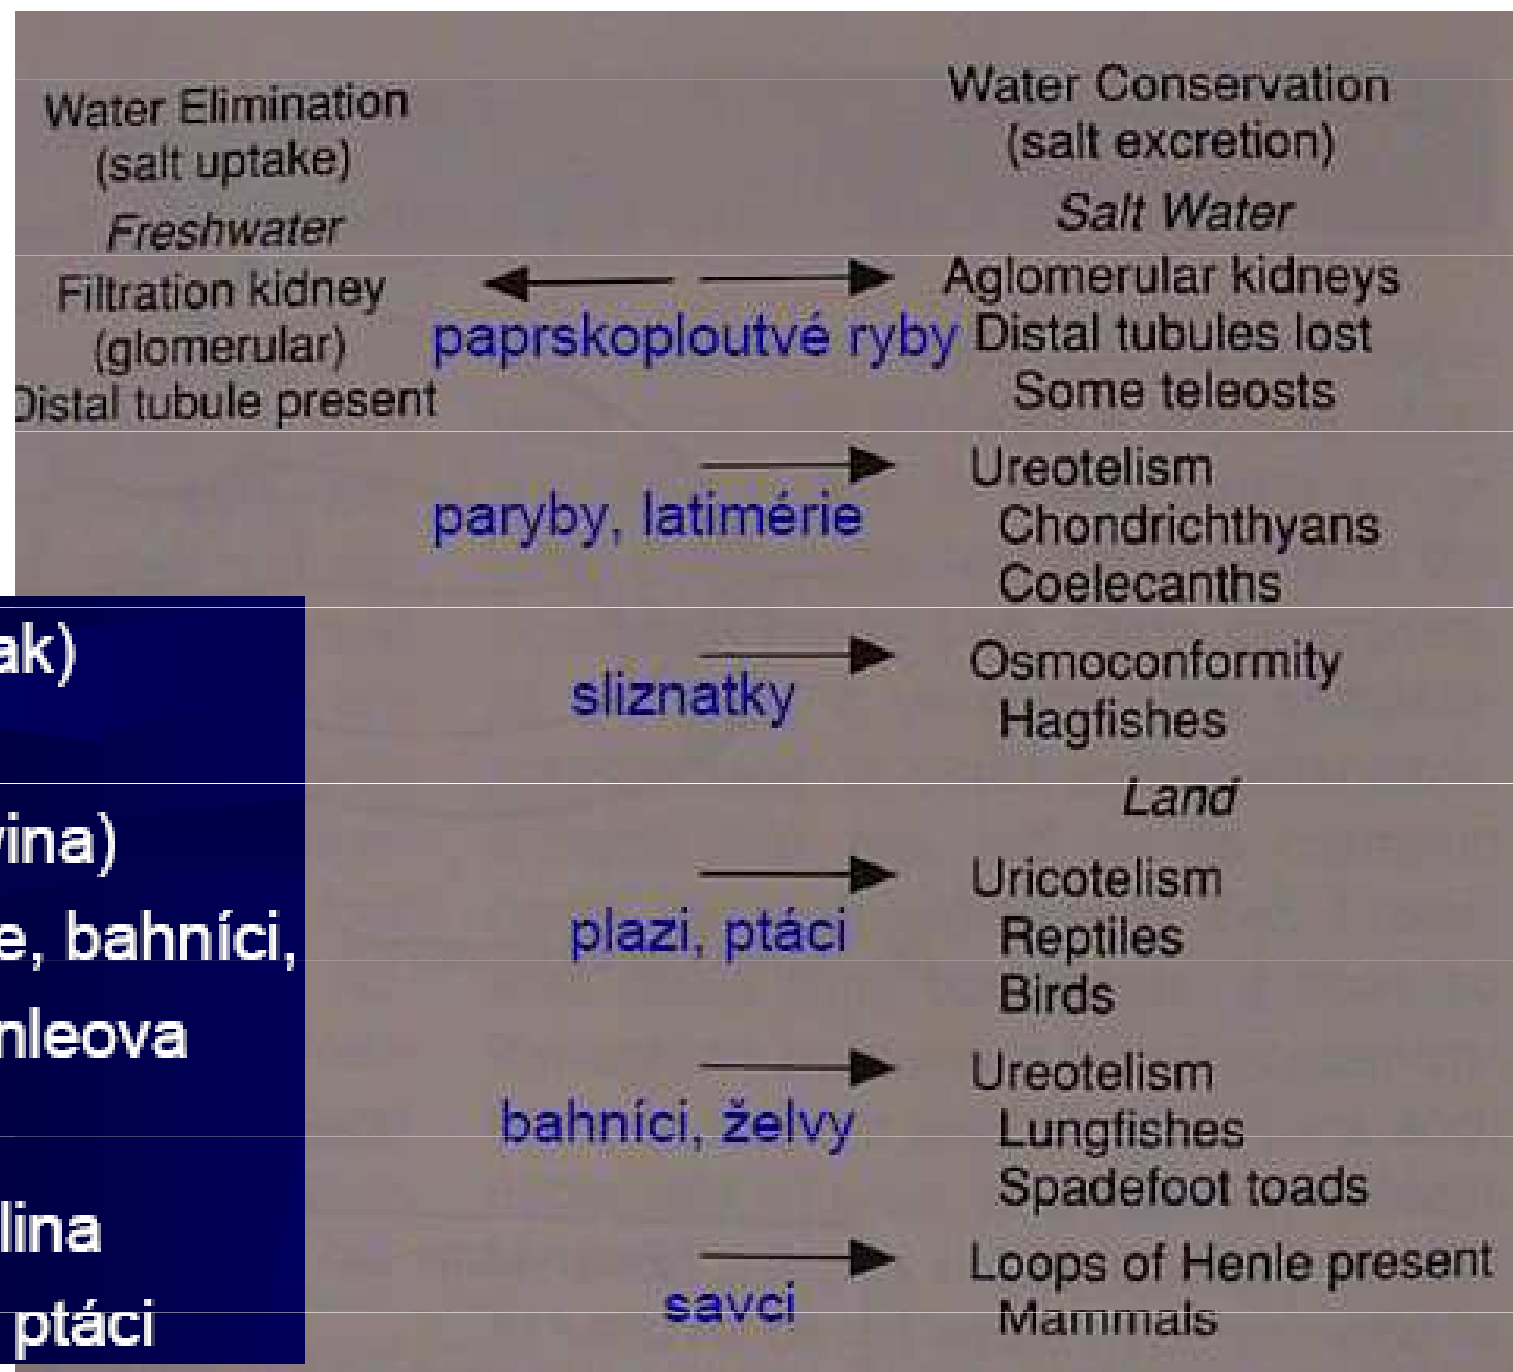 Water Elimination
(salt uptake)
Freshwater
Filtration kidney
(glomerular)
Distal tubule present
Water Conservation
(salt excretion)
Salt Water
Aglomerular kidneys
Distal tubules lost
Some teleosts
paprskoploutvé ryby
Ureotelism
Chondrichthyans
Coelecanths
paryby, latimérie
Osmoconformity
Hagfishes
sliznatky
Land
Uricotelism
Reptiles
Birds
plazi, ptáci
Ureotelism
Lungfishes
Spadefoot toads
bahníci, želvy
Loops of Henle present
Mammals
savci
ak)
vina)
e, bahníci,
nleova
lina
ptáci